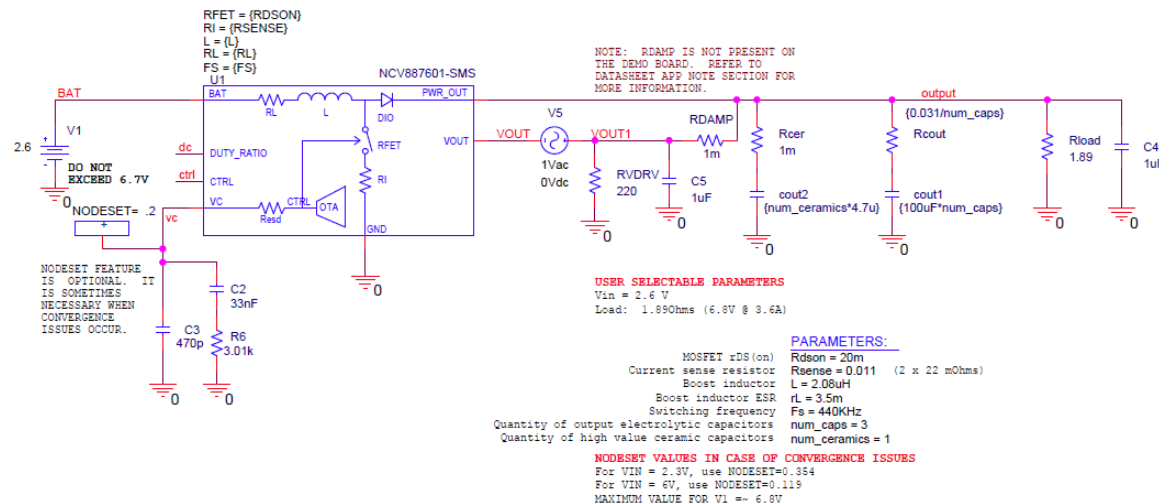 RFET = {RDSON}
RI = {RSENSE}
L = {L}
RL = {RL}
FS = {FS}
U1
NCV887601-SMS
BAT
BAT
PWR_OUT
RL
L
DIO
VOUT
VOUT
V5
VOUT1
RDAMP
1m
NOTE: RDAMP IS NOT PRESENT ON
THE DEMO BOARD. REFER TO
DATASHEET APP NOTE SECTION FOR
MORE INFORMATION.
output
{0.031/num_caps}
V1
2.6
DO NOT
EXCEED 6.7V
0
dc
DUTY_RATIO
ctrl
CTRL
VC
vc
Resd
CTRL
OTA
RFET
RI
GND
0
1Vac
0Vdc
RVDRV
220
0
C5
1uF
0
Rcer
1m
cout2
{num_ceramics*4.7u}
0
Rcout
cout1
{100uF*num_caps}
0
Rload
1.89
0
C4
1uF
0
NODESET= .2
+
NODESET FEATURE
IS OPTIONAL. IT
IS SOMETIMES
NECESSARY WHEN
CONVERGENCE
ISSUES OCCUR.
C2
33nF
C3
470p
R6
3.01k
0
0
USER SELECTABLE PARAMETERS
Vin = 2.6 V
Load: 1.89Ohms (6.8V @ 3.6A)
PARAMETERS:
MOSFET rDS(on) Rdson = 20m
Current sense resistor Rsense = 0.011 (2 x 22 mOhms)
Boost inductor L = 2.08uH
Boost inductor ESR rL = 3.5m
Switching frequency Fs = 440KHz
Quantity of output electrolytic capacitors num_caps = 3
Quantity of high value ceramic capacitors num_ceramics = 1
NODESET VALUES IN CASE OF CONVERGENCE ISSUES
For VIN = 2.3V, use NODESET=0.354
For VIN = 6V, use NODESET=0.119
MAXIMUM VALUE FOR V1 =~ 6.8V